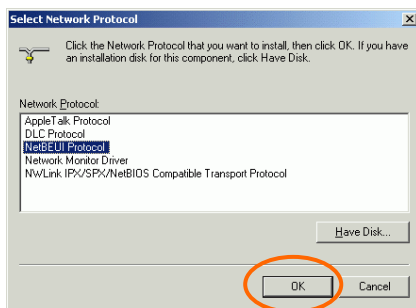 Select Network Protocol
Click the Network Protocol that you want to install, then click OK. If you have
an installation disk for this component, click Have Disk.
Network Protocol:
AppleTalk Protocol
DLC Protocol
NetBEUI Protocol
Network Monitor Driver
NWLink IPX/SPX/NetBIOS Compatible Transport Protocol
Have Disk...
OK Cancel